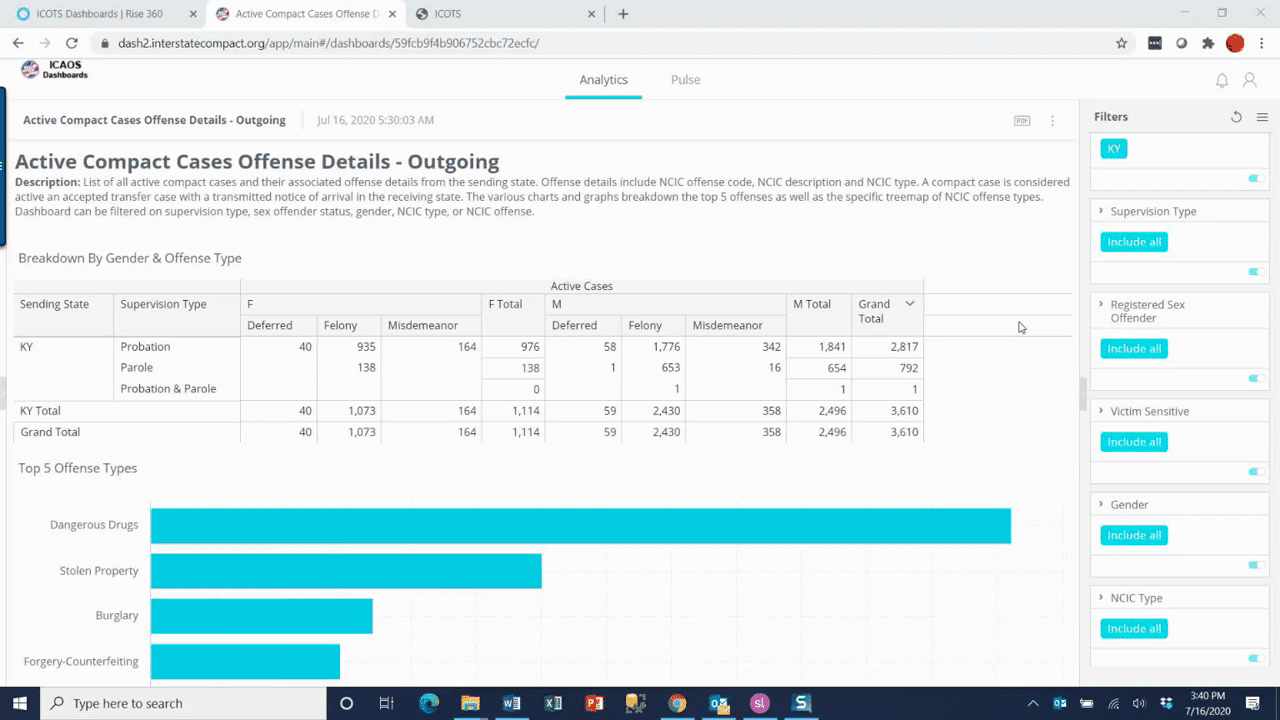 ICOTS Dashboards | Rise 360
Active Compact Cases Offense D
ICOTS
dash2.interstatecompact.org/app/main#/dashboards/59fcb9f4b906752cbc72ecfc/
ICAOS
Dashboards
Analytics
Pulse
Active Compact Cases Offense Details - Outgoing
Jul 16, 2020 5:30:03 AM
PDF
Filters
Active Compact Cases Offense Details - Outgoing
Description: List of all active compact cases and their associated offense details from the sending state. Offense details include NCIC offense code, NCIC description and NCIC type. A compact case is considered
active an accepted transfer case with a transmitted notice of arrival in the receiving state. The various charts and graphs breakdown the top 5 offenses as well as the specific treemap of NCIC offense types.
Dashboard can be filtered on supervision type, sex offender status, gender, NCIC type, or NCIC offense.
Breakdown By Gender & Offense Type
Active Cases
Sending State Supervision Type F F Total M M Total Grand Total
Deferred Felony Misdemeanor Deferred Felony Misdemeanor
KY Probation 40 935 164 976 58 1,776 342 1,841 2,817
Parole 138 138 1 653 16 654 792
Probation & Parole 0 1 1 1
KY Total 40 1,073 164 1,114 59 2,430 358 2,496 3,610
Grand Total 40 1,073 164 1,114 59 2,430 358 2,496 3,610
Top 5 Offense Types
Dangerous Drugs
Stolen Property
Burglary
Forgery-Counterfeiting
KY
Supervision Type
Include all
Registered Sex
Offender
Include all
Victim Sensitive
Include all
Gender
Include all
NCIC Type
Include all
Type here to search
3:40 PM
7/16/2020